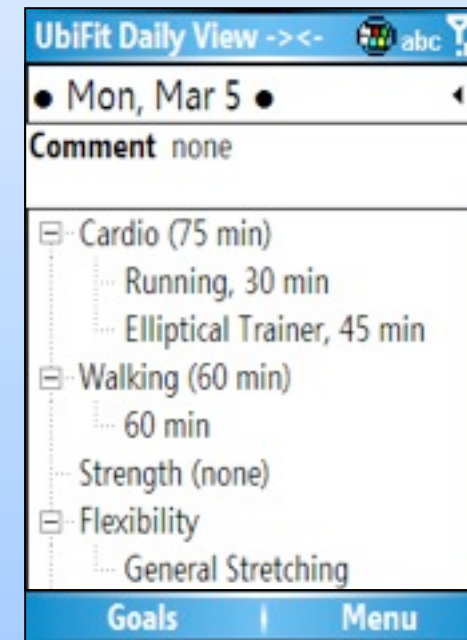 UbiFit Daily View -><- abc
● Mon, Mar 5 ●
Comment none
Cardio (75 min)
Running, 30 min
Elliptical Trainer, 45 min
Walking (60 min)
60 min
Strength (none)
Flexibility
General Stretching
Goals Menu